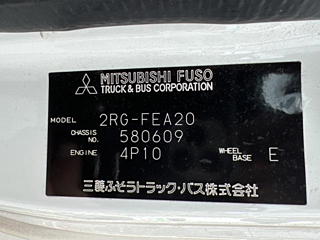 MITSUBISHI FUSO
TRUCK & BUS CORPORATION
MODEL 2RG-FEA20
CHASSIS NO. 580609
ENGINE 4P10 WHEEL BASE E
三菱ふそうトラック・バス株式会社